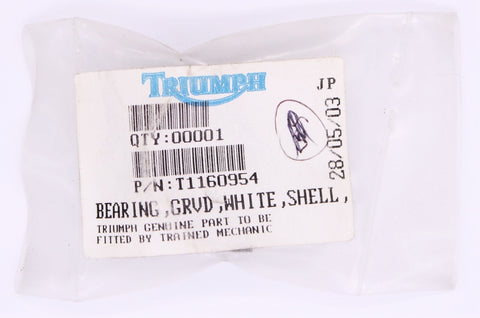 TRIUMPH
JP
QTY:00001
28/05/03
P/N:T1160954
BEARING,GRVD,WHITE,SHELL,
TRIUMPH GENUINE PART TO BE
FITTED BY TRAINED MECHANIC